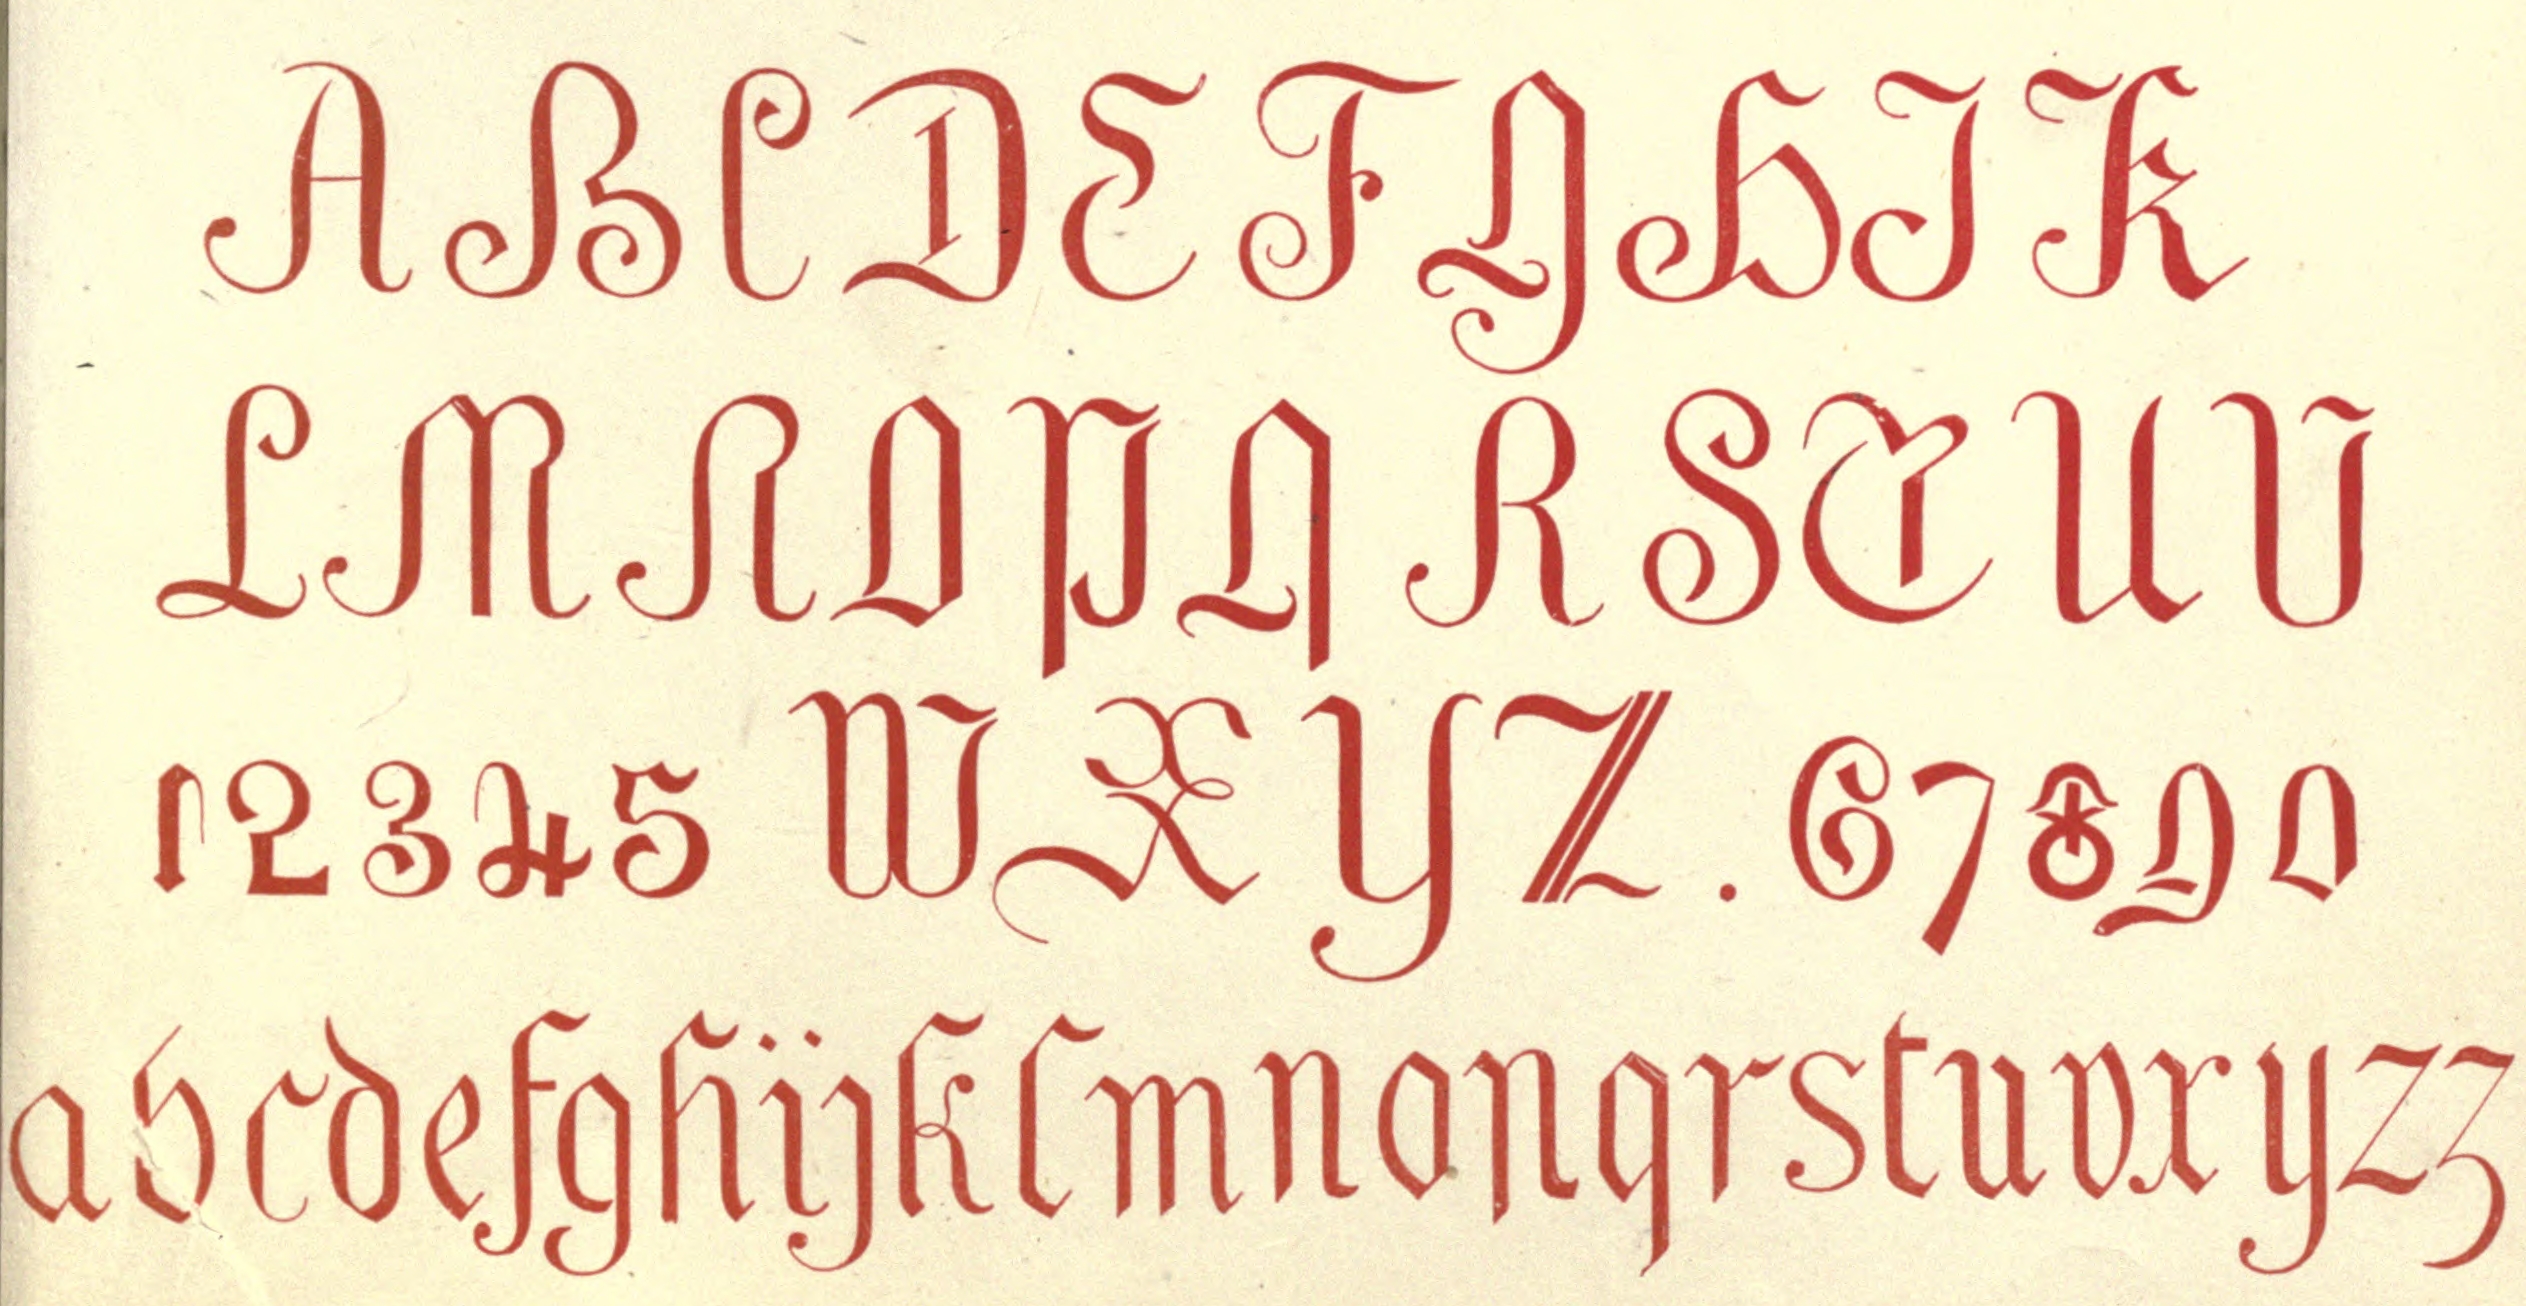 A B C D E F G H I K
L M N O P Q R S T U V
1 2 3 4 5 W X Y Z . 6 7 8 9 0
a b c d e f g h i j k l m n o p q r s t u v x y z z